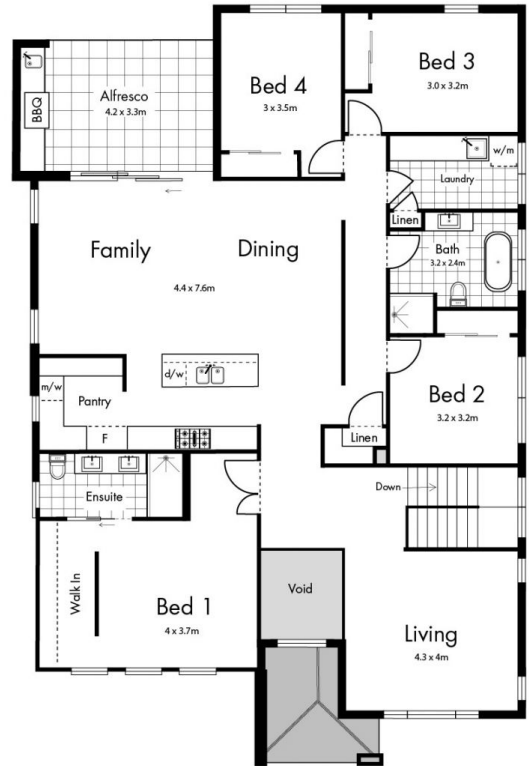 Bed 4
3 x 3.5m
Bed 3
3.0 x 3.2m
BBQ
Alfresco
4.2 x 3.3m
w/m
Laundry
Linen
Bath
3.2 x 2.4m
Family
Dining
4.4 x 7.6m
d/w
m/w
Pantry
F
Bed 2
3.2 x 3.2m
Linen
Ensuite
Down
Walk In
Bed 1
4 x 3.7m
Void
Living
4.3 x 4m